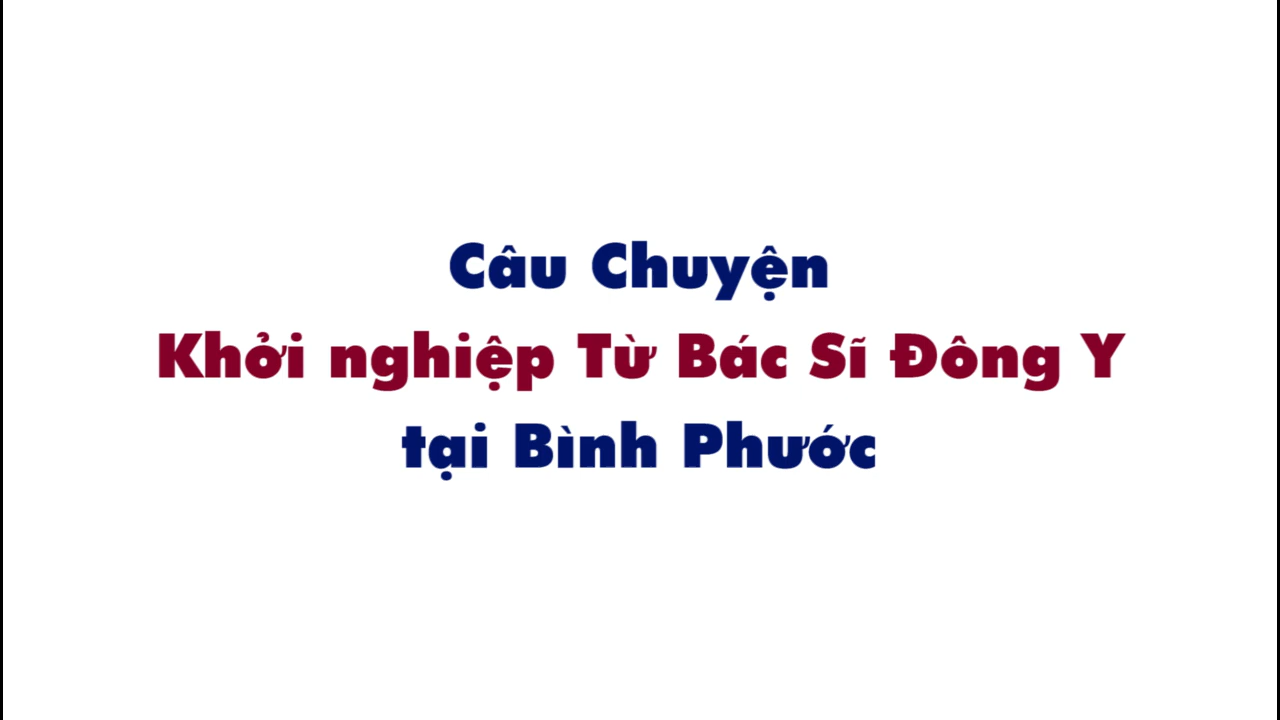 Câu Chuyện
Khởi nghiệp Từ Bác Sĩ Đông Y
tại Bình Phước